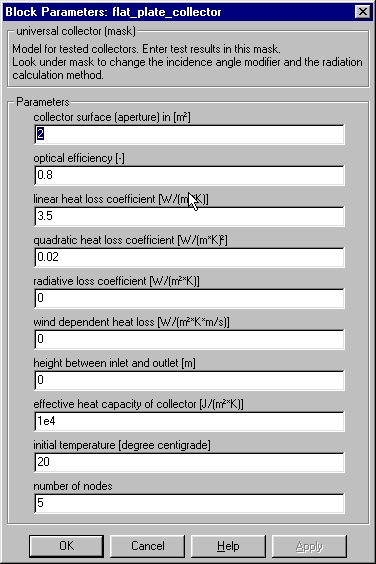 Block Parameters: flat_plate_collector
universal collector (mask)
Model for tested collectors. Enter test results in this mask.
Look under mask to change the incidence angle modifier and the radiation
calculation method.
Parameters
collector surface (aperture) in [m²]
2
optical efficiency [-]
0.8
linear heat loss coefficient [W/(m²*K)]
3.5
quadratic heat loss coefficient [W/(m*K)²]
0.02
radiative loss coefficient [W/(m²*K)]
0
wind dependent heat loss [W/(m²*K*m/s)]
0
height between inlet and outlet [m]
0
effective heat capacity of collector [J/(m²*K)]
1e4
initial temperature [degree centigrade]
20
number of nodes
5
OK Cancel Help Apply